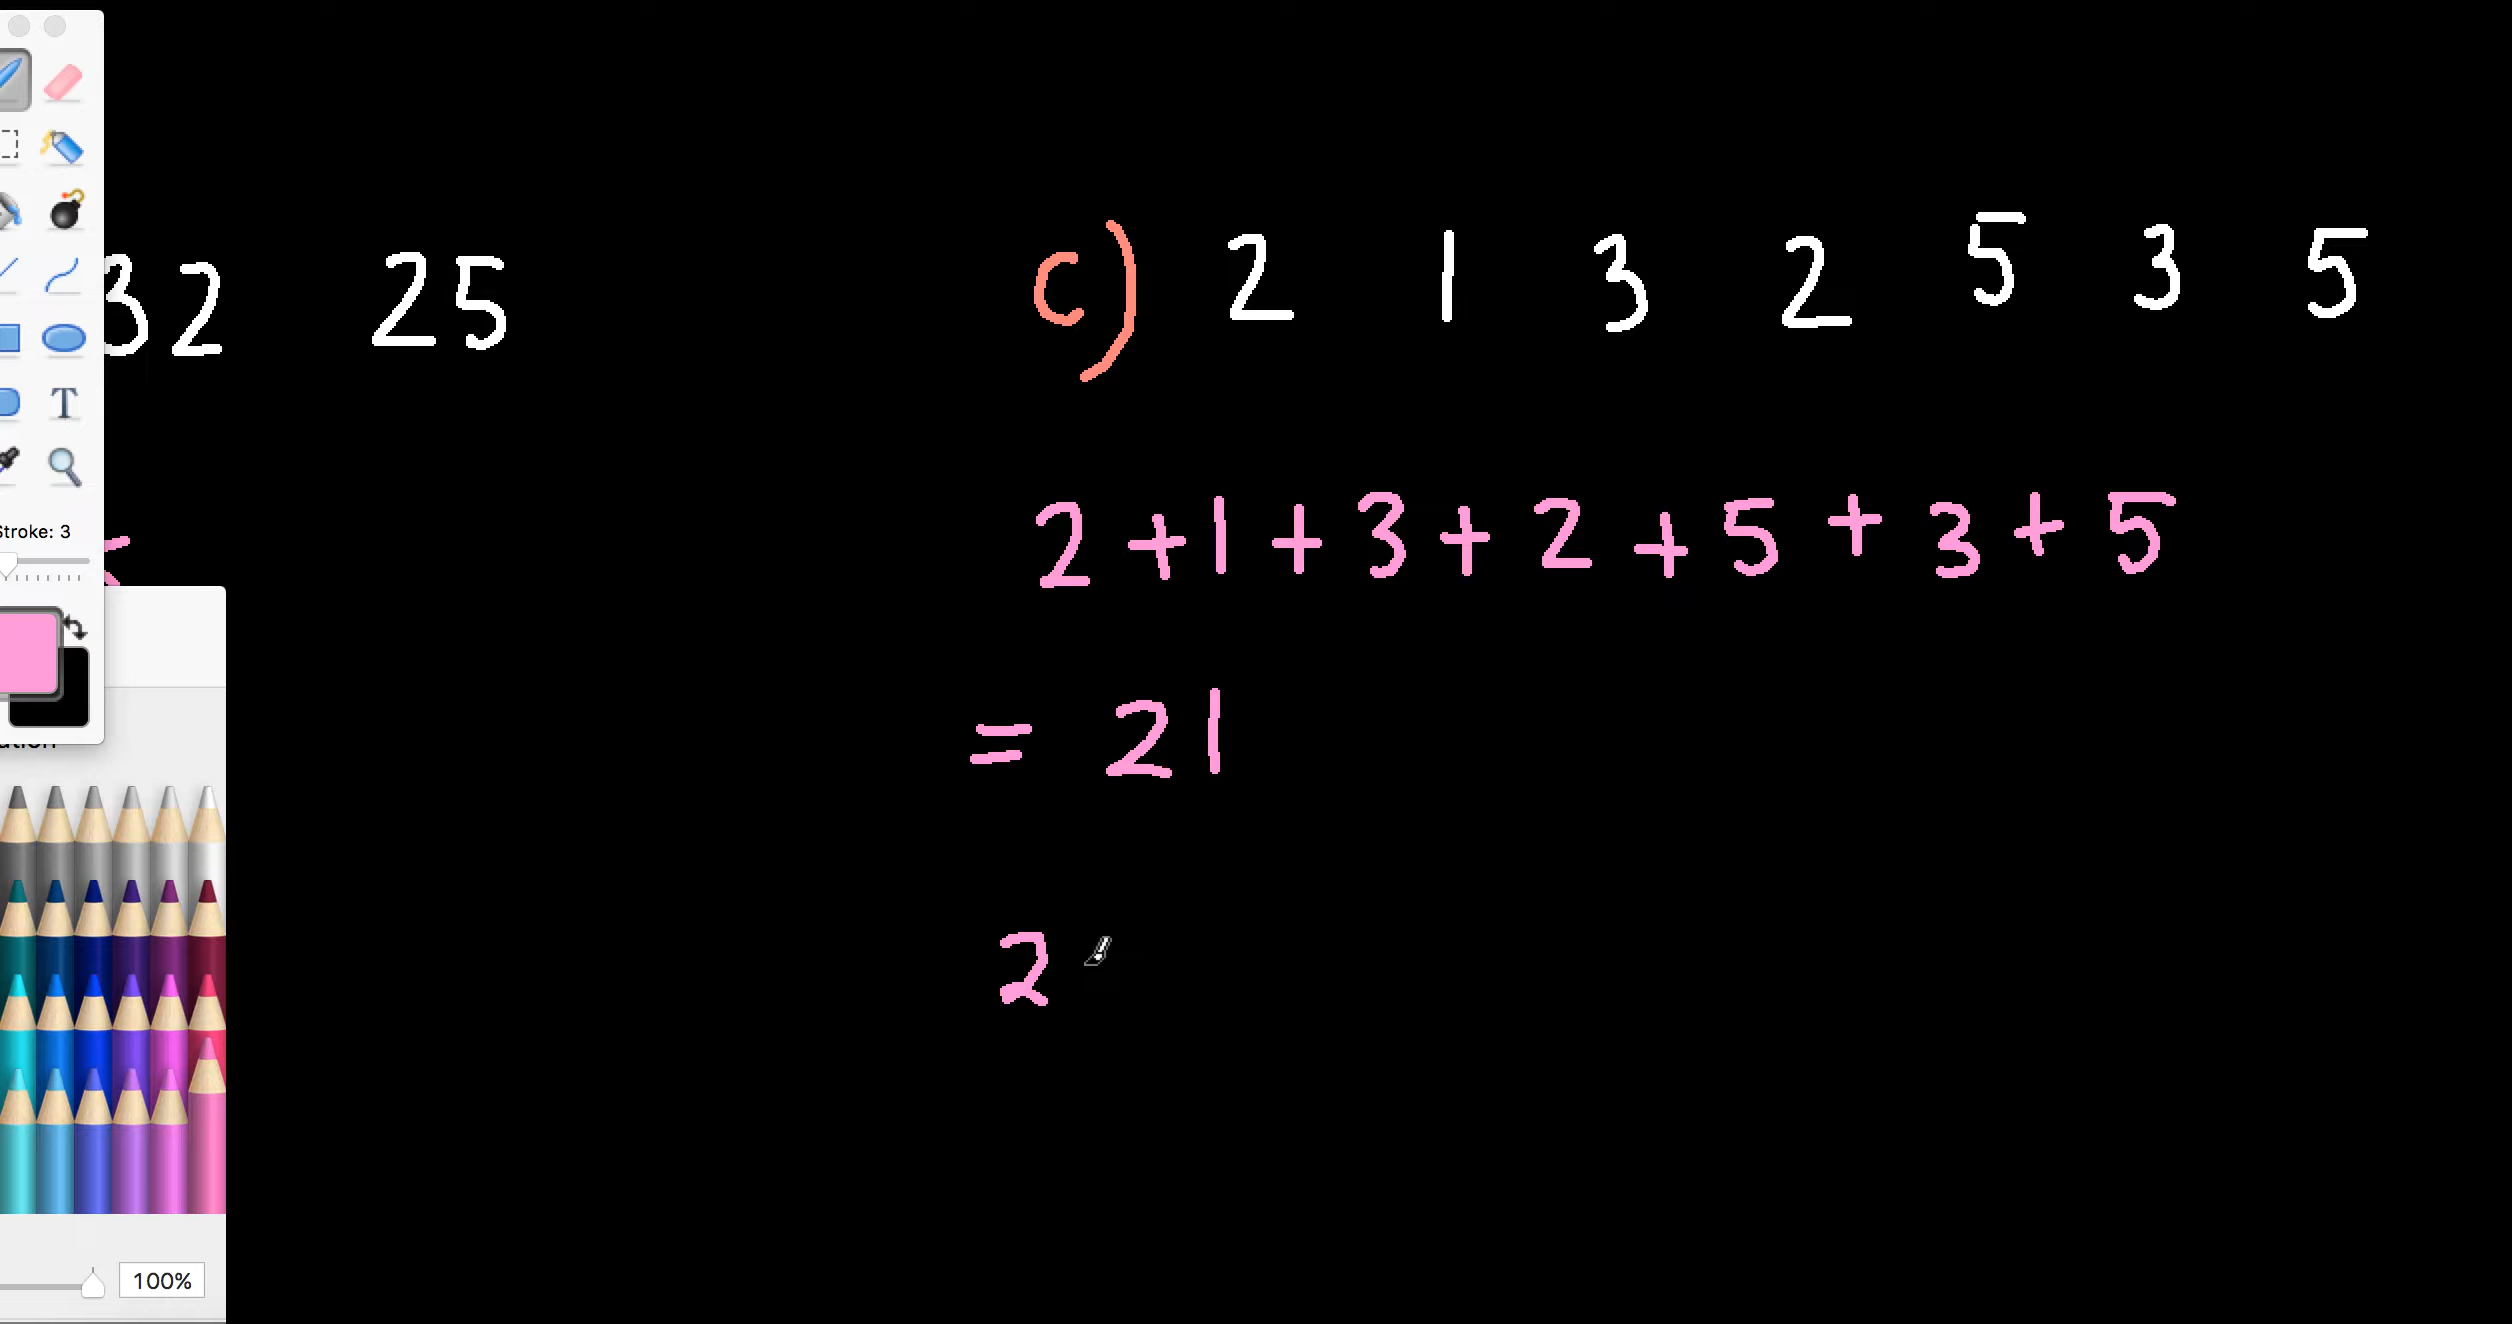 32 25
c) 2 1 3 2 5 3 5
2 + 1 + 3 + 2 + 5 + 3 + 5
T
Stroke: 3
= 21
2
100%